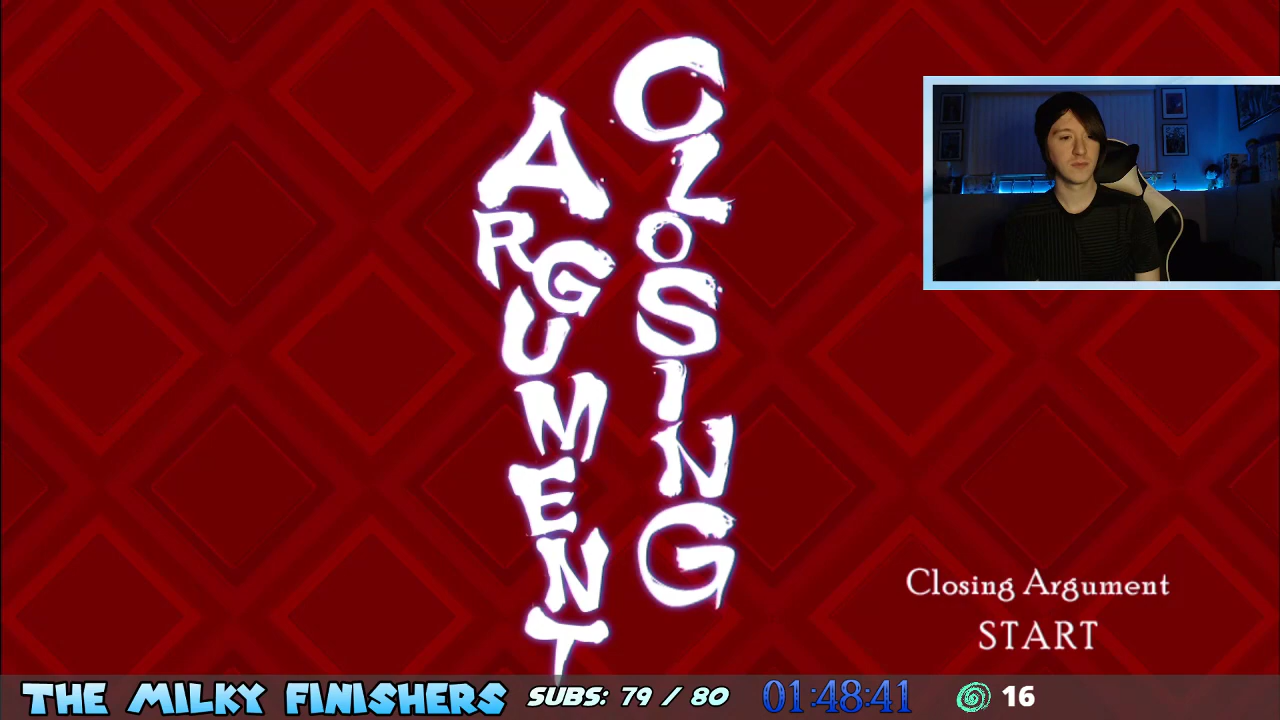 CLOSING
ARGUMENT
Closing Argument
START
THE MILKY FINISHERS SUBS: 79 / 80 01:48:41 16